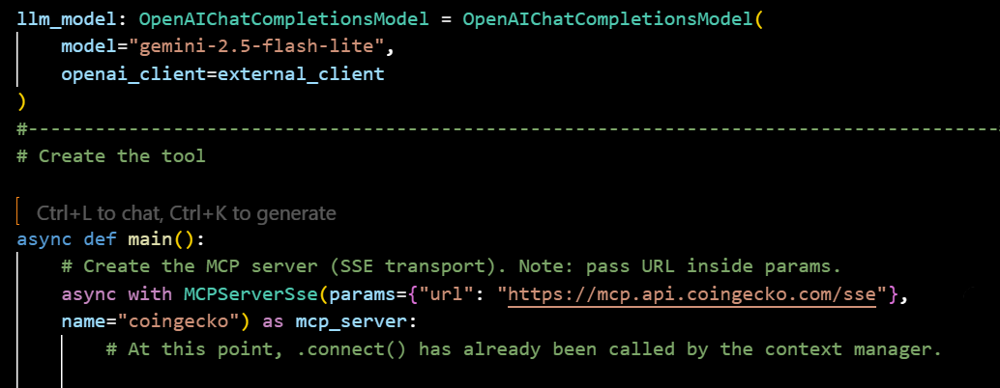 llm_model: OpenAIChatCompletionsModel = OpenAIChatCompletionsModel(
    model="gemini-2.5-flash-lite",
    openai_client=external_client
)
#---------------------------------------------------------------------------------------
# Create the tool
Ctrl+L to chat, Ctrl+K to generate
async def main():
    # Create the MCP server (SSE transport). Note: pass URL inside params.
    async with MCPServerSse(params={"url": "https://mcp.api.coingecko.com/sse"},
    name="coingecko") as mcp_server:
        # At this point, .connect() has already been called by the context manager.